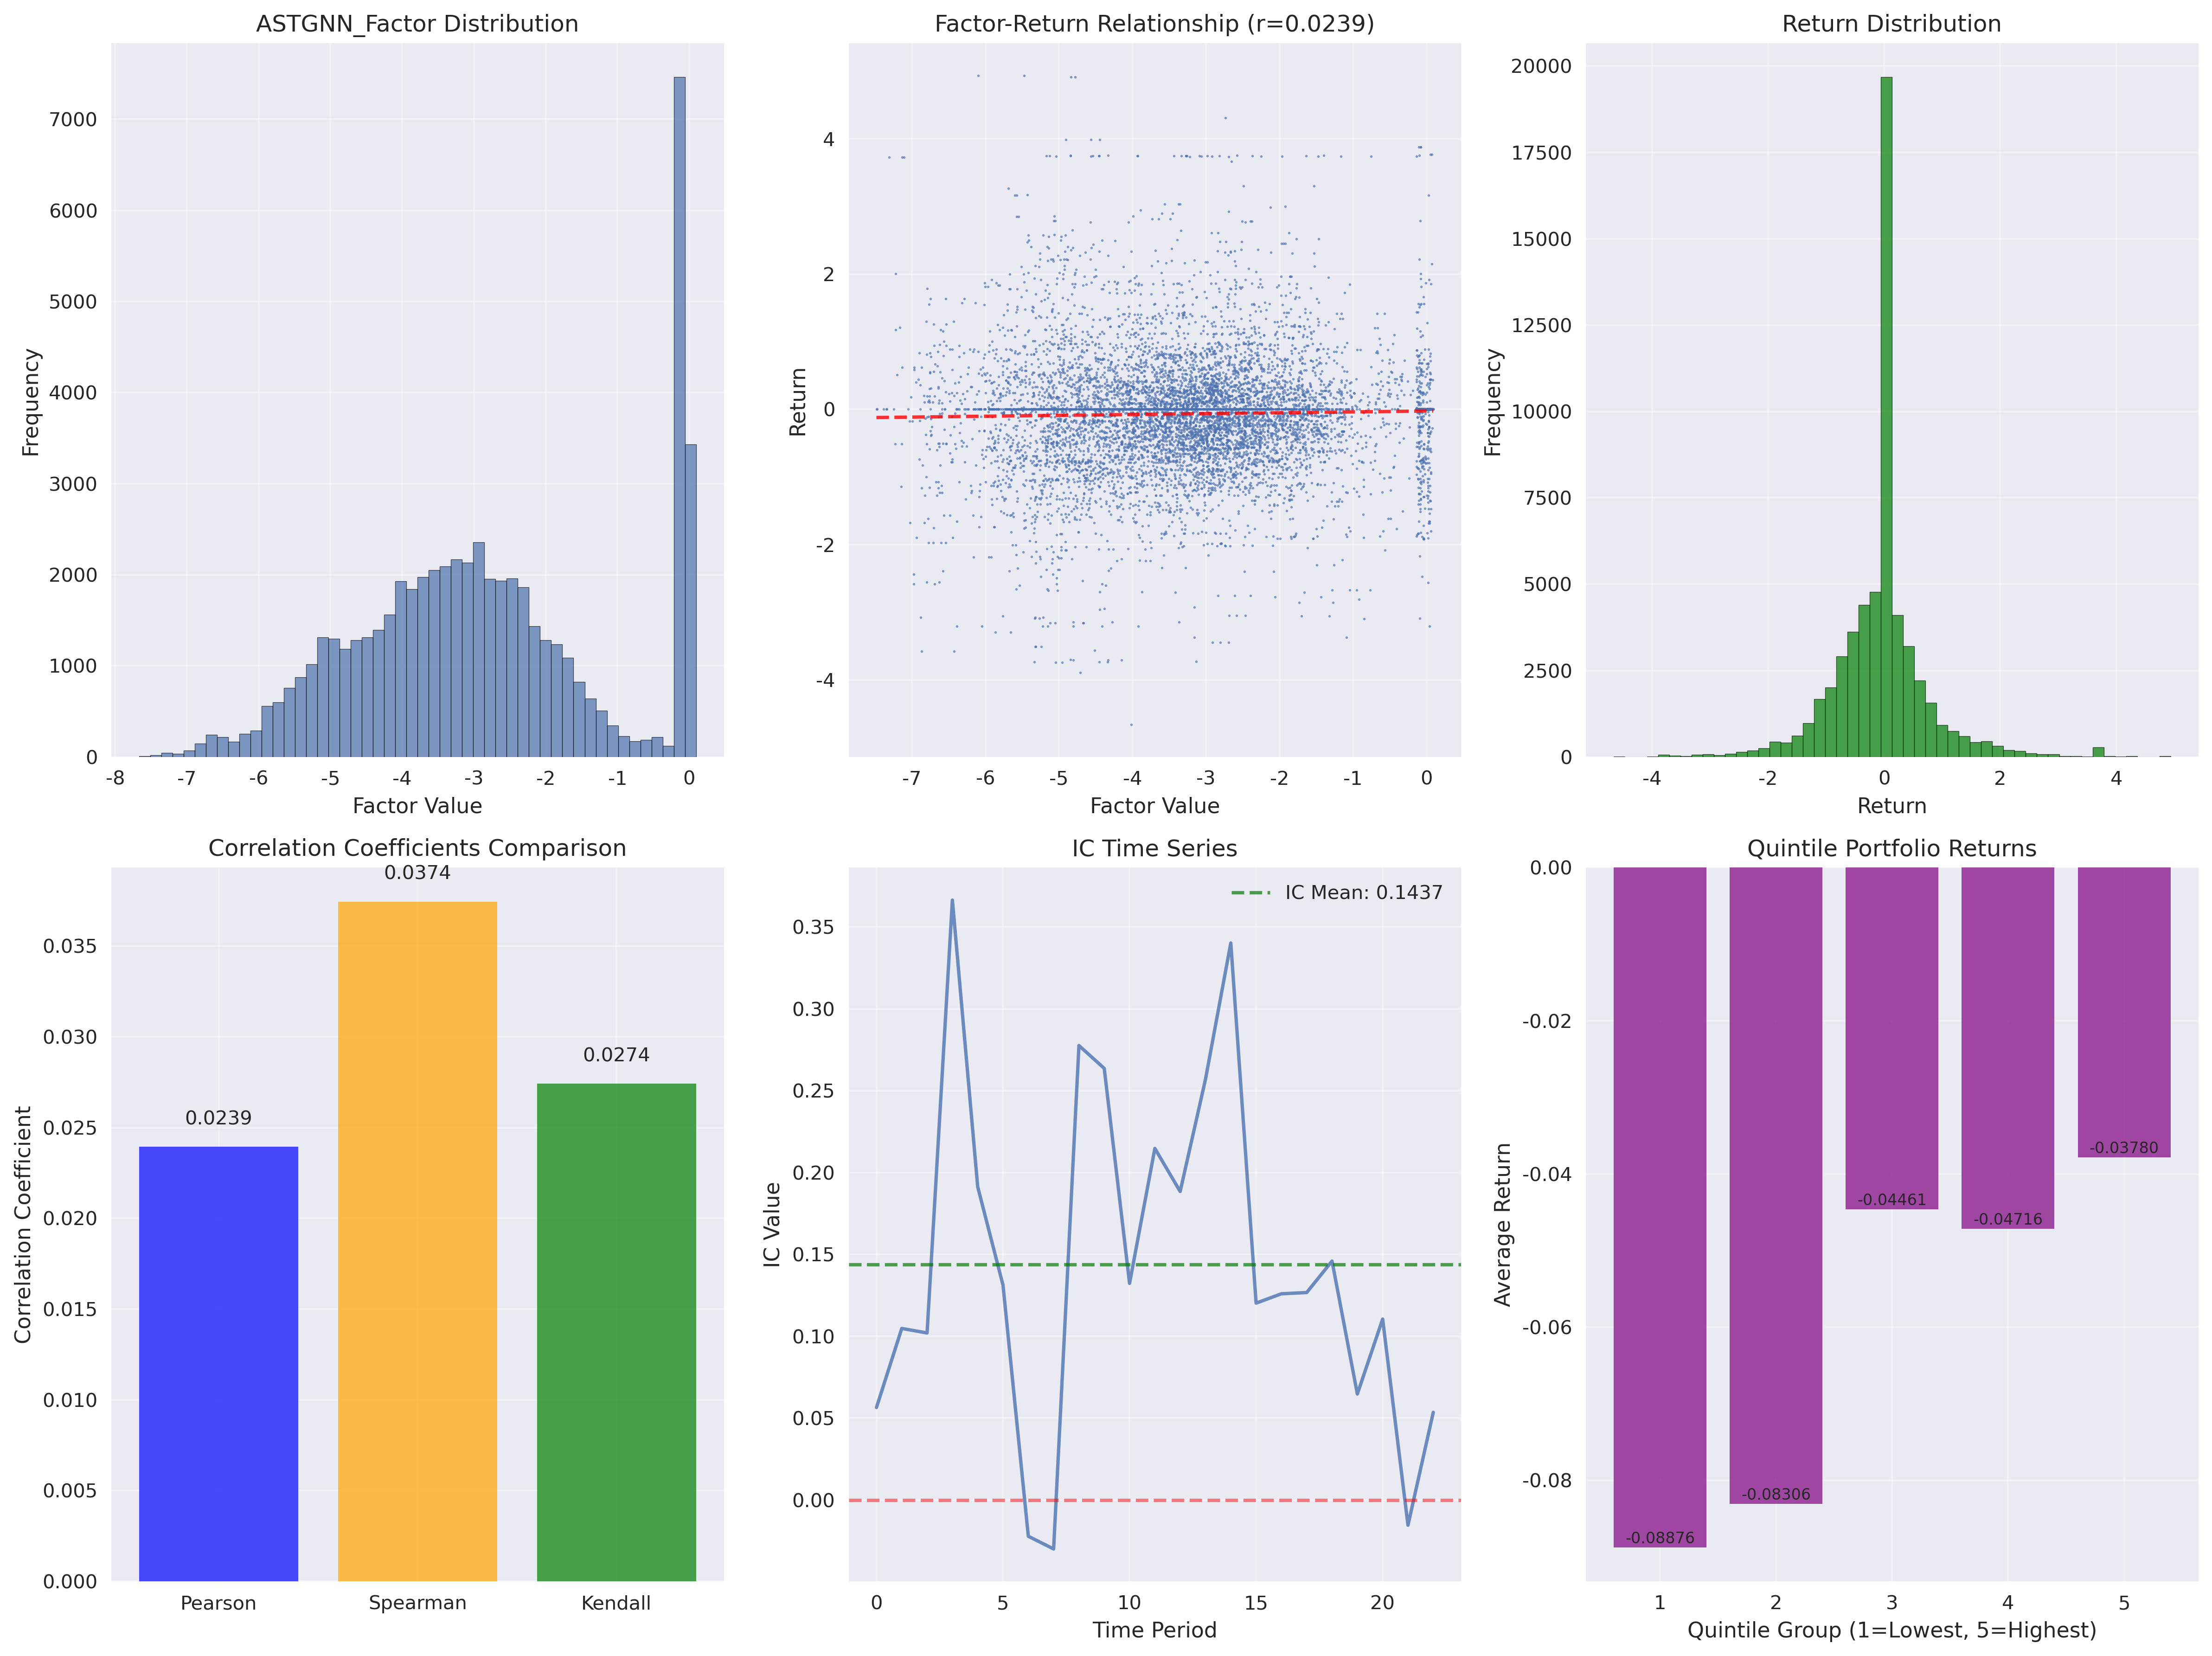 ASTGNN_Factor Distribution
Frequency
7000
6000
5000
4000
3000
2000
1000
0
-8 -7 -6 -5 -4 -3 -2 -1 0
Factor Value
Factor-Return Relationship (r=0.0239)
Return
4
2
0
-2
-4
-7 -6 -5 -4 -3 -2 -1 0
Factor Value
Return Distribution
Frequency
20000
17500
15000
12500
10000
7500
5000
2500
0
-4 -2 0 2 4
Return
Correlation Coefficients Comparison
Correlation Coefficient
0.035
0.030
0.025
0.020
0.015
0.010
0.005
0.000
0.0239
0.0374
0.0274
Pearson Spearman Kendall
IC Time Series
IC Value
0.35
0.30
0.25
0.20
0.15
0.10
0.05
0.00
IC Mean: 0.1437
0 5 10 15 20
Time Period
Quintile Portfolio Returns
Average Return
0.00
-0.02
-0.04
-0.06
-0.08
-0.08876
-0.08306
-0.04461
-0.04716
-0.03780
1 2 3 4 5
Quintile Group (1=Lowest, 5=Highest)